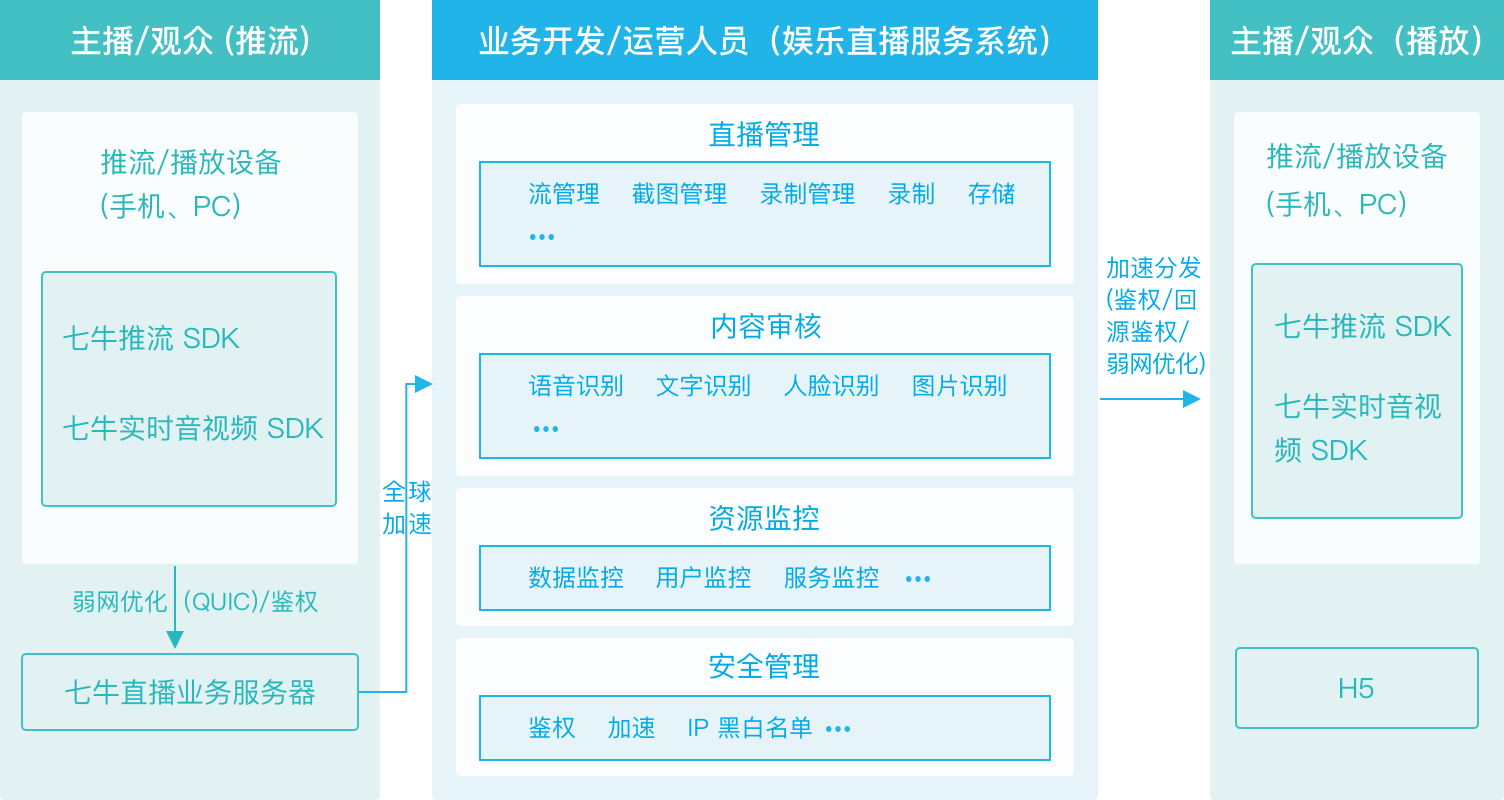 主播/观众 (推流)
推流/播放设备
(手机、PC)
七牛推流 SDK
七牛实时音视频 SDK
弱网优化 (QUIC)/鉴权
七牛直播业务服务器
全球
加速
业务开发/运营人员（娱乐直播服务系统）
直播管理
流管理 截图管理 录制管理 录制 存储
•••
内容审核
语音识别 文字识别 人脸识别 图片识别
•••
资源监控
数据监控 用户监控 服务监控 •••
安全管理
鉴权 加速 IP 黑白名单 •••
加速分发
(鉴权/回
源鉴权/
弱网优化)
主播/观众（播放）
推流/播放设备
(手机、PC)
七牛推流 SDK
七牛实时音视
频 SDK
H5